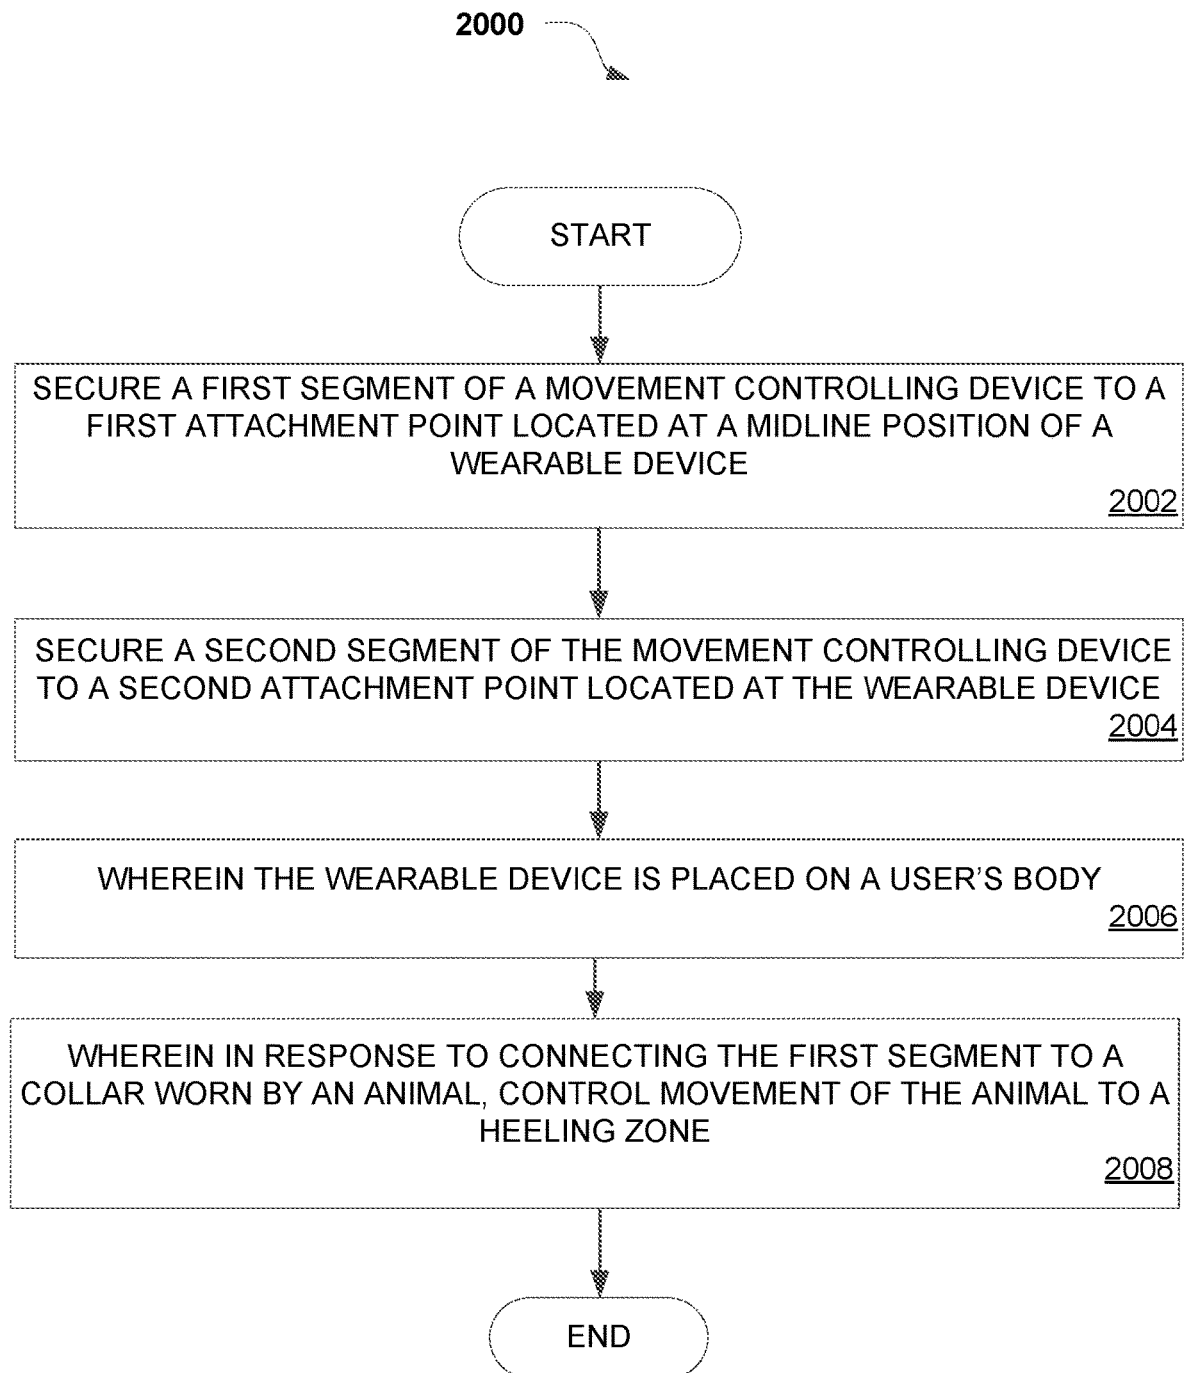 2000
START
SECURE A FIRST SEGMENT OF A MOVEMENT CONTROLLING DEVICE TO A
FIRST ATTACHMENT POINT LOCATED AT A MIDLINE POSITION OF A
WEARABLE DEVICE
2002
SECURE A SECOND SEGMENT OF THE MOVEMENT CONTROLLING DEVICE
TO A SECOND ATTACHMENT POINT LOCATED AT THE WEARABLE DEVICE
2004
WHEREIN THE WEARABLE DEVICE IS PLACED ON A USER'S BODY
2006
WHEREIN IN RESPONSE TO CONNECTING THE FIRST SEGMENT TO A
COLLAR WORN BY AN ANIMAL, CONTROL MOVEMENT OF THE ANIMAL TO A
HEELING ZONE
2008
END